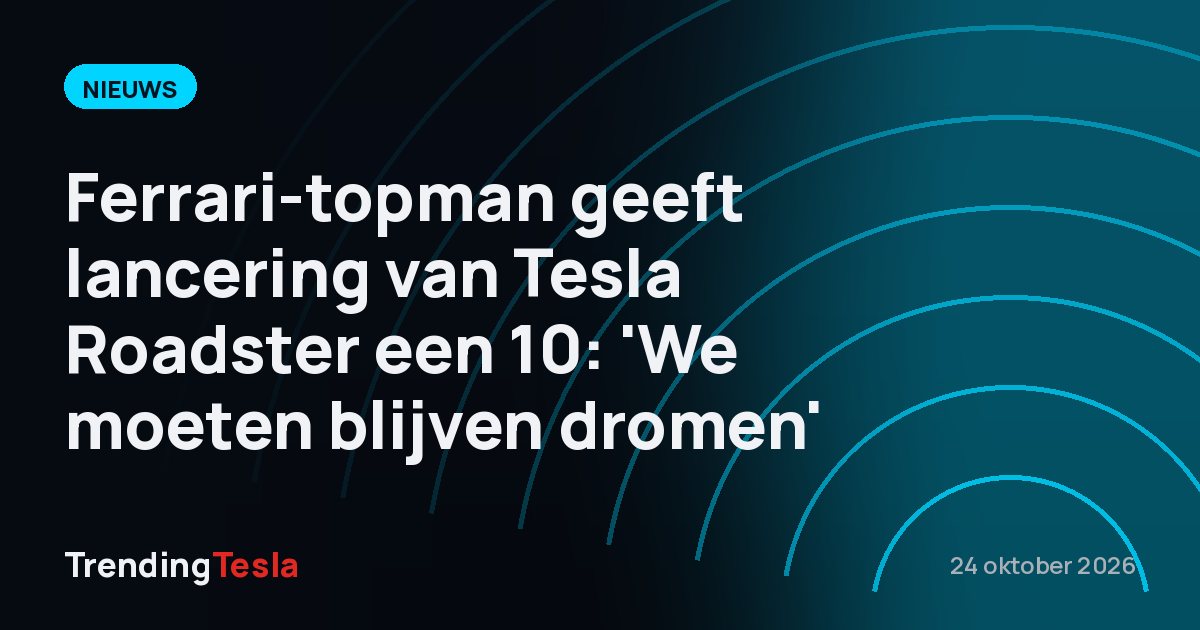 NIEUWS
Ferrari-topman geeft
lancering van Tesla
Roadster een 10: 'We
moeten blijven dromen'
TrendingTesla
24 oktober 2026